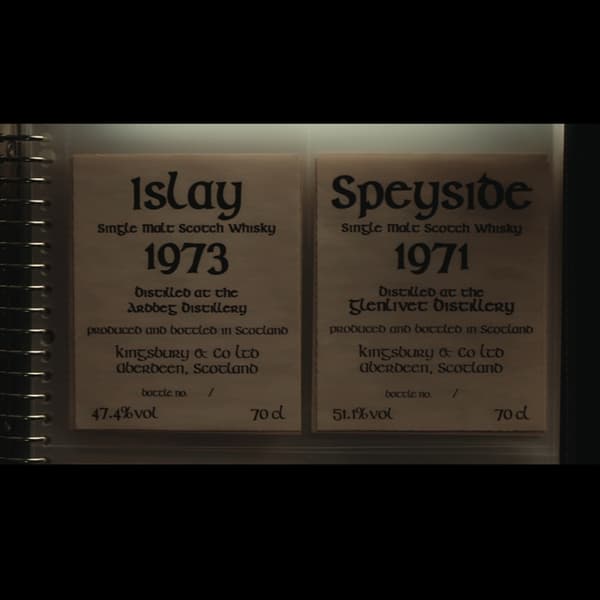 Islay
Single Malt Scotch Whisky
1973
Distilled at the
Ardbeg Distillery
produced and bottled in Scotland
Kingsbury & Co Ltd
Aberdeen, Scotland
bottle no. /
47.4% vol 70 cl
Speyside
Single Malt Scotch Whisky
1971
Distilled at the
Glenlivet Distillery
produced and bottled in Scotland
Kingsbury & Co Ltd
Aberdeen, Scotland
bottle no. /
51.1% vol 70 cl